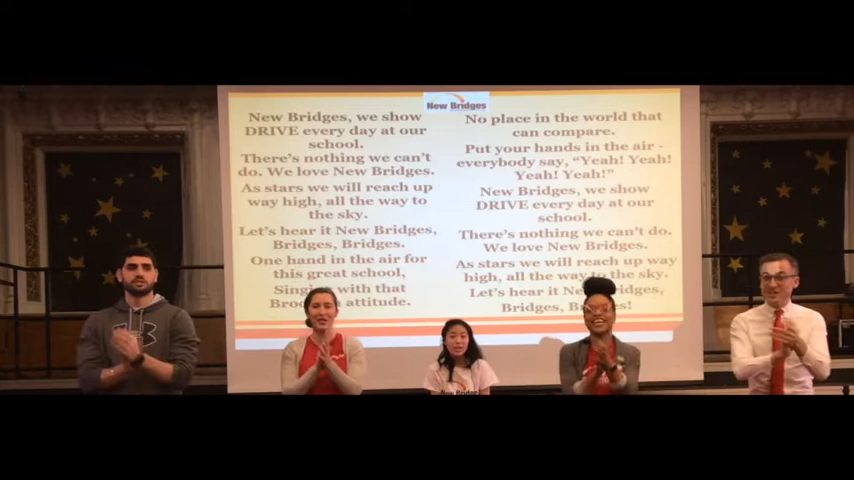 New Bridges
New Bridges, we show
DRIVE every day at our
school.
There's nothing we can't
do. We love New Bridges.
As stars we will reach up
way high, all the way to
the sky.
Let's hear it New Bridges,
Bridges, Bridges.
One hand in the air for
this great school,
with that
attitude.
No place in the world that
can compare.
Put your hands in the air -
everybody say, "Yeah! Yeah!
Yeah! Yeah!"
New Bridges, we show
DRIVE every day at our
school.
There's nothing we can't do.
We love New Bridges.
As stars we will reach up way
high, all the way to the sky.
Let's hear it New Bridges,
Bridges, Bridges!
New Bridges